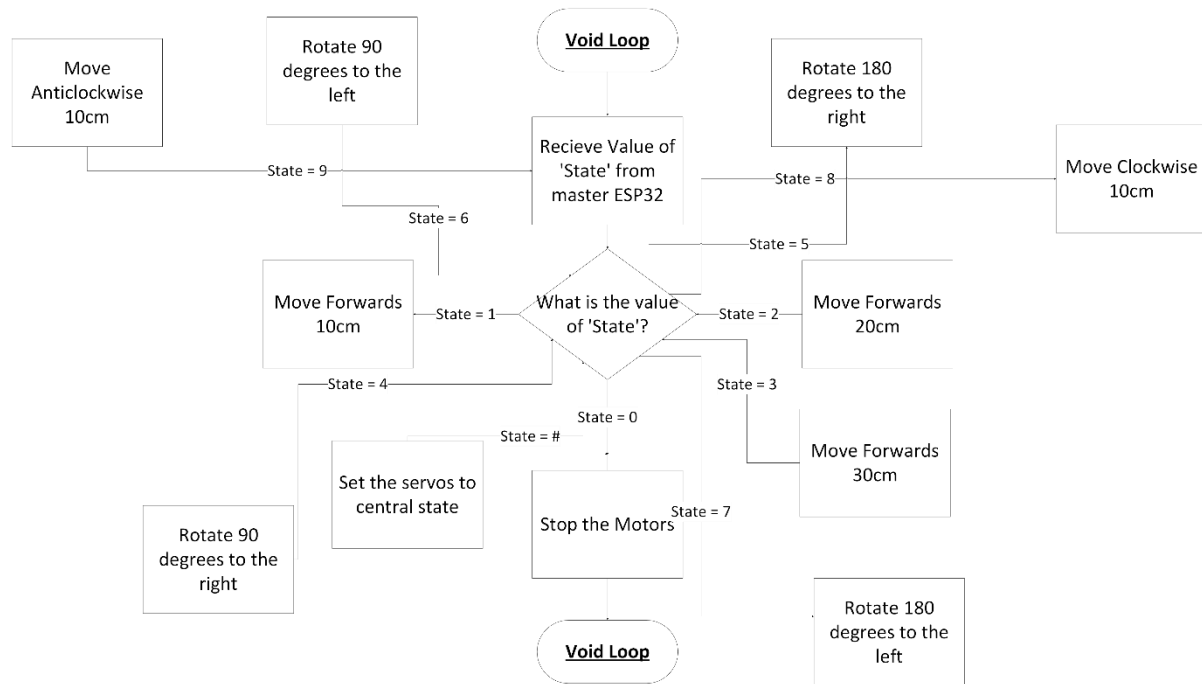 Void Loop
Rotate 90
degrees to the
left
Move
Anticlockwise
10cm
Rotate 180
degrees to the
right
Recieve Value of
'State' from
master ESP32
State = 9
State = 8
Move Clockwise
10cm
State = 6
State = 5
Move Forwards
10cm
State = 1
What is the value
of 'State'?
State = 2
Move Forwards
20cm
State = 4
State = 3
State = 0
State = #
Set the servos to
central state
Move Forwards
30cm
Stop the Motors
State = 7
Rotate 90
degrees to the
right
Void Loop
Rotate 180
degrees to the
left